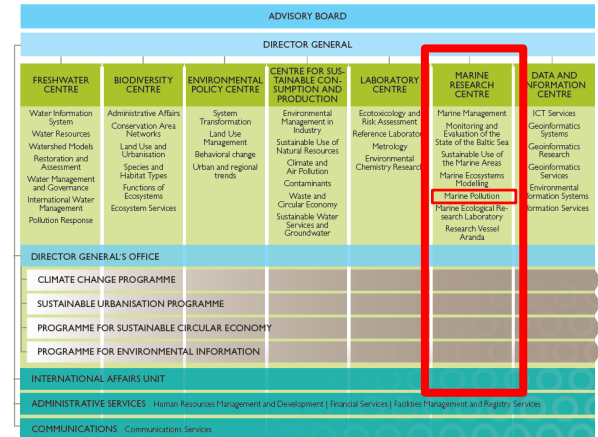 ADVISORY BOARD
DIRECTOR GENERAL
FRESHWATER
CENTRE
Water Information
System
Water Resources
Watershed Models
Restoration and
Assessment
Water Management
and Governance
International Water
Management
Pollution Response
BIODIVERSITY
CENTRE
Administrative Affairs
Conservation Area
Networks
Land Use and
Urbanisation
Species and
Habitat Types
Functions of
Ecosystems
Ecosystem Services
ENVIRONMENTAL
POLICY CENTRE
System
Transformation
Land Use
Management
Behavioral change
Urban and regional
trends
CENTRE FOR SUS-
TAINABLE CON-
SUMPTION AND
PRODUCTION
Environmental
Management in
Industry
Sustainable Use of
Natural Resources
Climate and
Air Pollution
Contaminants
Waste and
Circular Economy
Sustainable Water
Services and
Groundwater
LABORATORY
CENTRE
Ecotoxicology and
Risk Assessment
Reference Laborator
Metrology
Environmental
Chemistry Research
MARINE
RESEARCH
CENTRE
Marine Management
Monitoring and
Evaluation of the
State of the Baltic Sea
Sustainable Use of
the Marine Areas
Marine Ecosystems
Modelling
Marine Pollution
Marine Ecological Re-
search Laboratory
Research Vessel
Aranda
DATA AND
NFORMATION
CENTRE
ICT Services
Geoinformatics
Systems
Geoinformatics
Research
Geoinformatics
Services
Environmental
formation Systems
formation Services
DIRECTOR GENERAL'S OFFICE
CLIMATE CHANGE PROGRAMME
SUSTAINABLE URBANISATION PROGRAMME
PROGRAMME FOR SUSTAINABLE CIRCULAR ECONOMY
PROGRAMME FOR ENVIRONMENTAL INFORMATION
INTERNATIONAL AFFAIRS UNIT
ADMINISTRATIVE SERVICES Human Resources Management and Development | Financial Services | Facilities Management and Registry Services
COMMUNICATIONS Communications Services